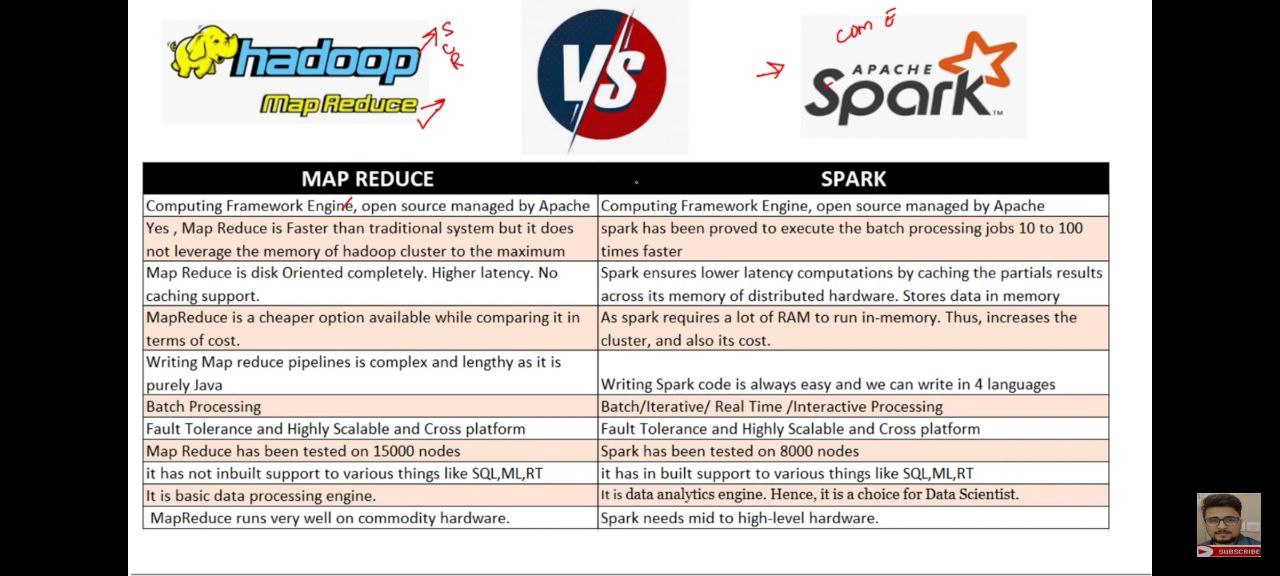 hadoop
Map Reduce
S
C
R
VS
com E
APACHE
Spark™
MAP REDUCE
SPARK
Computing Framework Engine, open source managed by Apache
Computing Framework Engine, open source managed by Apache
Yes , Map Reduce is Faster than traditional system but it does
not leverage the memory of hadoop cluster to the maximum
spark has been proved to execute the batch processing jobs 10 to 100
times faster
Map Reduce is disk Oriented completely. Higher latency. No
caching support.
Spark ensures lower latency computations by caching the partials results
across its memory of distributed hardware. Stores data in memory
MapReduce is a cheaper option available while comparing it in
terms of cost.
As spark requires a lot of RAM to run in-memory. Thus, increases the
cluster, and also its cost.
Writing Map reduce pipelines is complex and lengthy as it is
purely Java
Writing Spark code is always easy and we can write in 4 languages
Batch Processing
Batch/Iterative/ Real Time /Interactive Processing
Fault Tolerance and Highly Scalable and Cross platform
Fault Tolerance and Highly Scalable and Cross platform
Map Reduce has been tested on 15000 nodes
Spark has been tested on 8000 nodes
it has not inbuilt support to various things like SQL,ML,RT
it has in built support to various things like SQL,ML,RT
It is basic data processing engine.
It is data analytics engine. Hence, it is a choice for Data Scientist.
MapReduce runs very well on commodity hardware.
Spark needs mid to high-level hardware.
SUBSCRIBE